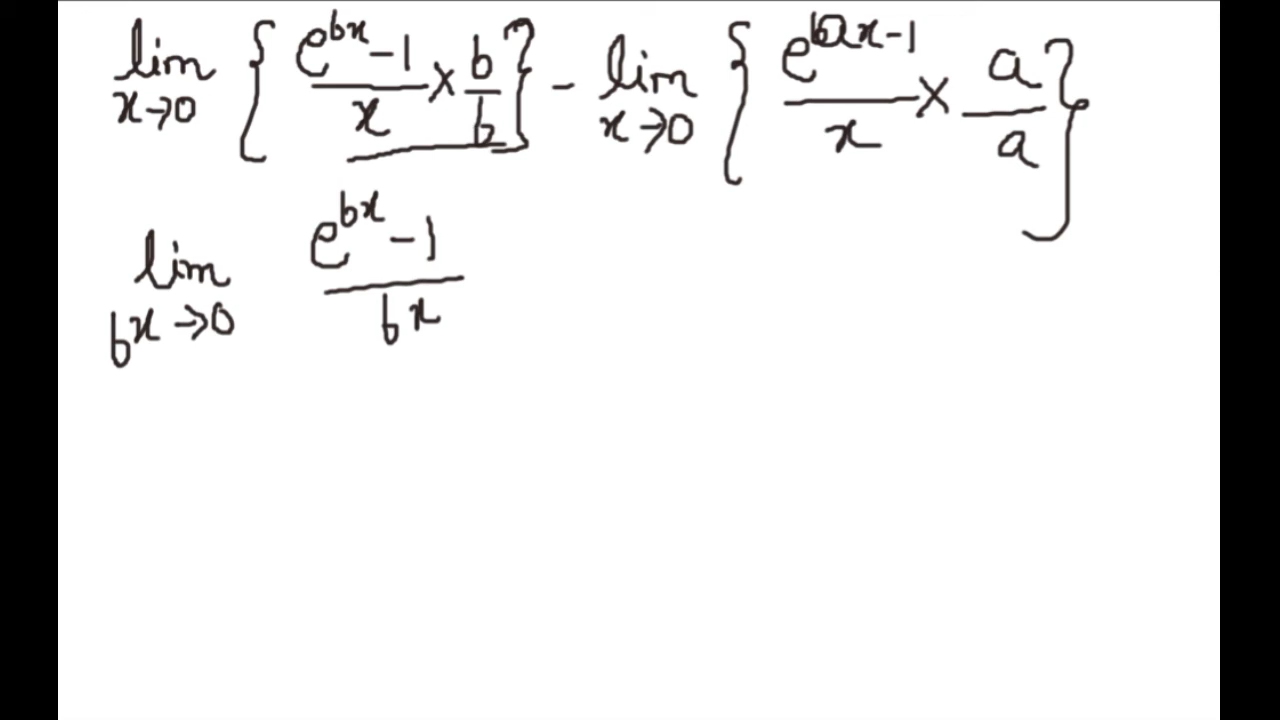 lim x→0 { (e^{bx} − 1)/x × b/b } − lim x→0 { e^{ax−1}/x × a/a }
lim bx→0 (e^{bx} − 1)/bx